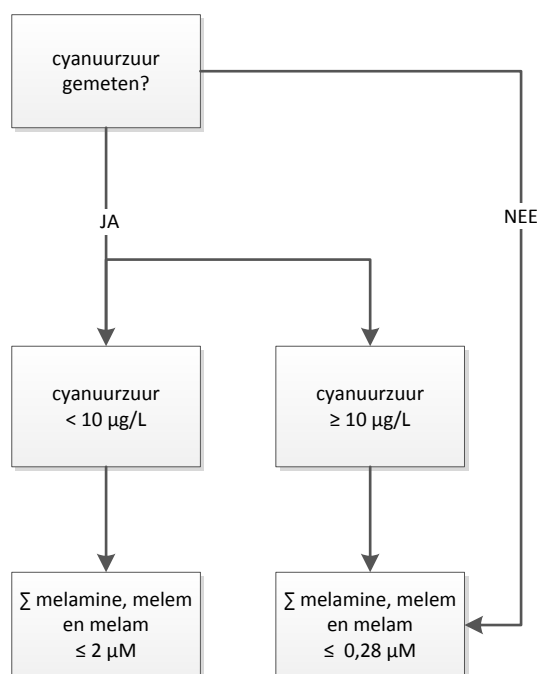 cyanuurzuur
gemeten?
JA
NEE
cyanuurzuur
< 10 µg/L
cyanuurzuur
≥ 10 µg/L
∑ melamine, melem
en melam
≤ 2 µM
∑ melamine, melem
en melam
≤ 0,28 µM